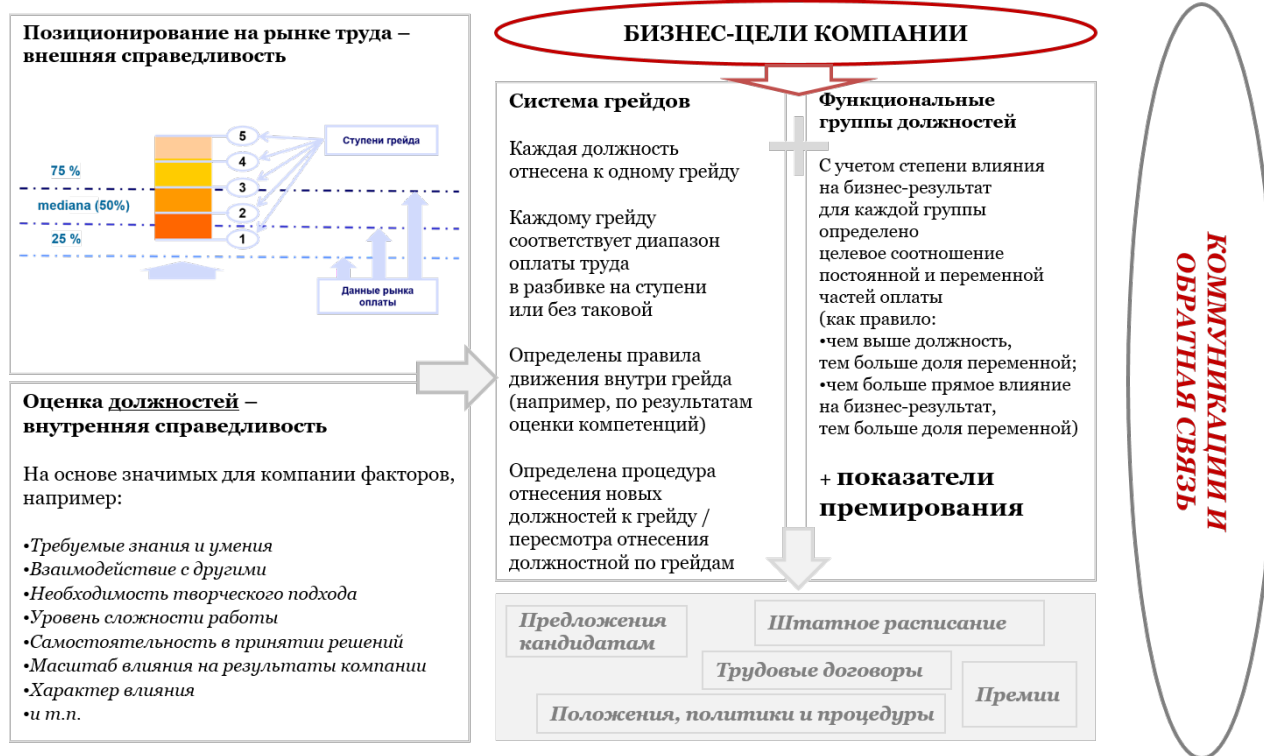 Позиционирование на рынке труда –
внешняя справедливость
5
4
3
2
1
Ступени грейда
75 %
mediana (50%)
25 %
Данные рынка
оплаты
Оценка должностей –
внутренняя справедливость
На основе значимых для компании факторов,
например:
•Требуемые знания и умения
•Взаимодействие с другими
•Необходимость творческого подхода
•Уровень сложности работы
•Самостоятельность в принятии решений
•Масштаб влияния на результаты компании
•Характер влияния
•и т.п.
БИЗНЕС-ЦЕЛИ КОМПАНИИ
Система грейдов
Каждая должность
отнесена к одному грейду
Каждому грейду
соответствует диапазон
оплаты труда
в разбивке на ступени
или без таковой
Определены правила
движения внутри грейда
(например, по результатам
оценки компетенций)
Определена процедура
отнесения новых
должностей к грейду /
пересмотра отнесения
должностной по грейдам
Функциональные
группы должностей
С учетом степени влияния
на бизнес-результат
для каждой группы
определено
целевое соотношение
постоянной и переменной
частей оплаты
(как правило:
•чем выше должность,
тем больше доля переменной;
•чем больше прямое влияние
на бизнес-результат,
тем больше доля переменной)
+ показатели
премирования
Предложения
кандидатам
Штатное расписание
Трудовые договоры
Премии
Положения, политики и процедуры
КОММУНИКАЦИИ И
ОБРАТНАЯ СВЯЗЬ